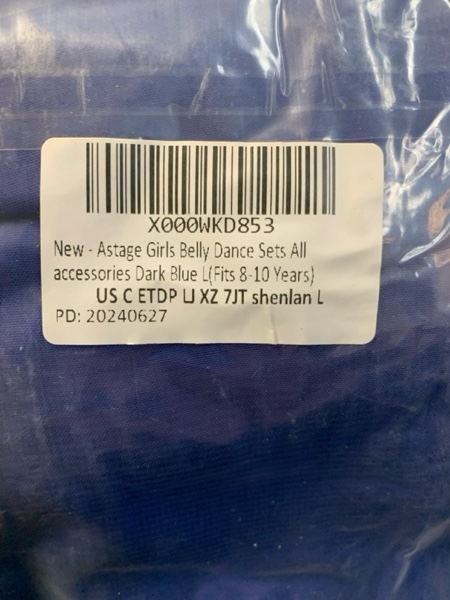 X000WKD853
New - Astage Girls Belly Dance Sets All
accessories Dark Blue L(Fits 8-10 Years)
US C ETDP LJ XZ 7JT shenlan L
PD: 20240627